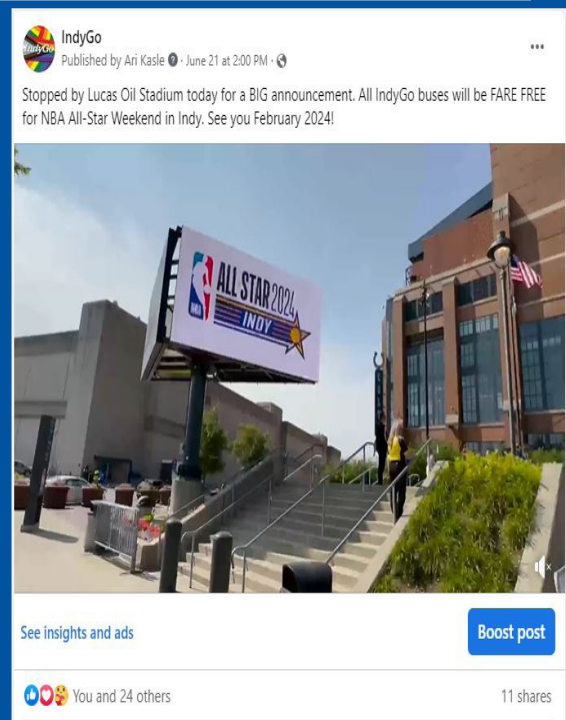 IndyGo
IndyGo
Published by Ari Kasle · June 21 at 2:00 PM ·
Stopped by Lucas Oil Stadium today for a BIG announcement. All IndyGo buses will be FARE FREE
for NBA All-Star Weekend in Indy. See you February 2024!
ALL STAR 2024
NBA
INDY
See insights and ads
Boost post
You and 24 others
11 shares